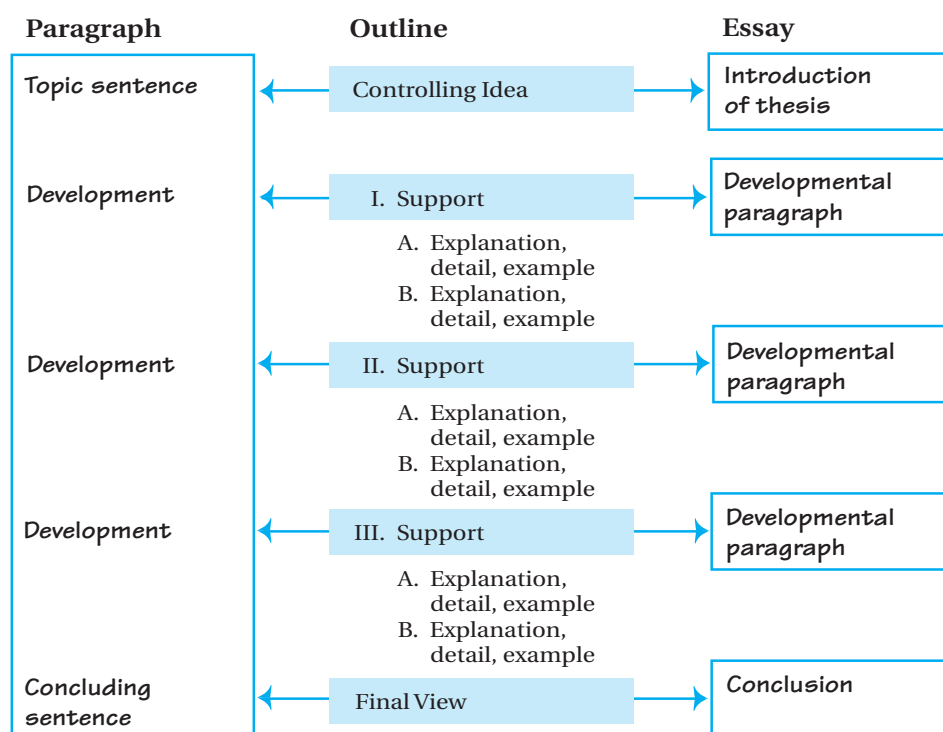 Paragraph Outline Essay
Topic sentence Controlling Idea Introduction
of thesis
Development I. Support Developmental
paragraph
A. Explanation,
detail, example
B. Explanation,
detail, example
Development II. Support Developmental
paragraph
A. Explanation,
detail, example
B. Explanation,
detail, example
Development III. Support Developmental
paragraph
A. Explanation,
detail, example
B. Explanation,
detail, example
Concluding
sentence Final View Conclusion